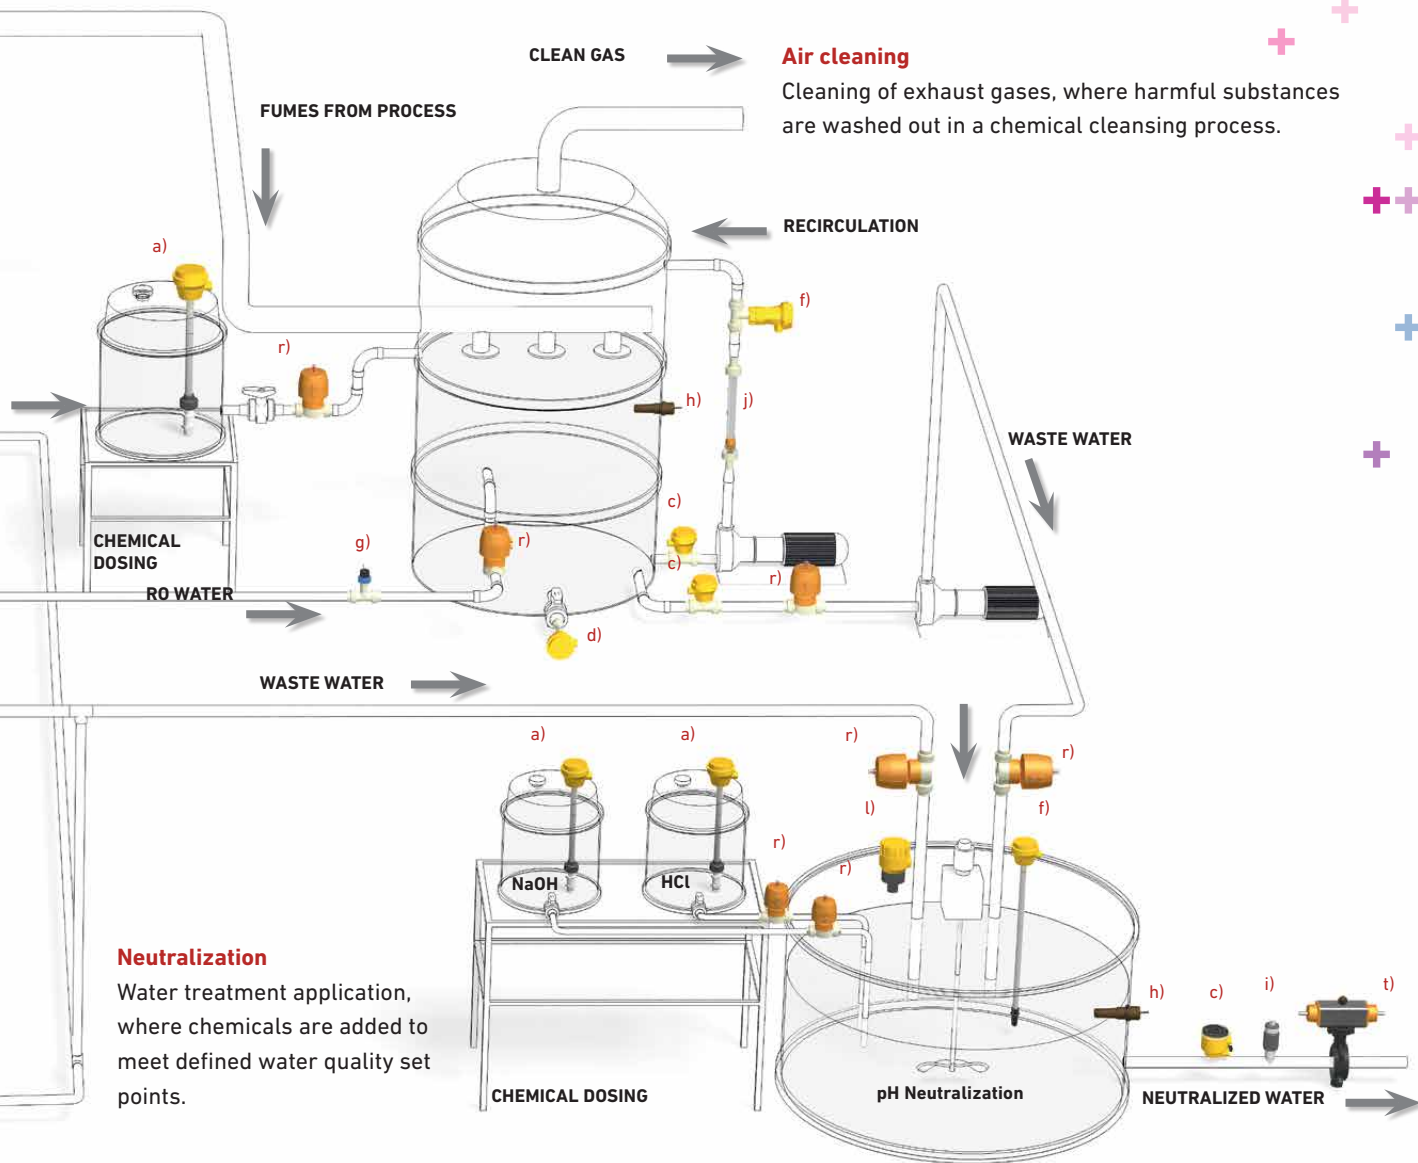 CLEAN GAS
Air cleaning
Cleaning of exhaust gases, where harmful substances
are washed out in a chemical cleansing process.
FUMES FROM PROCESS
RECIRCULATION
a)
f)
r)
h)
j)
WASTE WATER
c)
CHEMICAL
DOSING
g)
r)
c)
r)
RO WATER
d)
WASTE WATER
a)
a)
r)
r)
l)
f)
r)
r)
NaOH
HCl
Neutralization
Water treatment application,
where chemicals are added to
meet defined water quality set
points.
h)
c)
i)
t)
CHEMICAL DOSING
pH Neutralization
NEUTRALIZED WATER